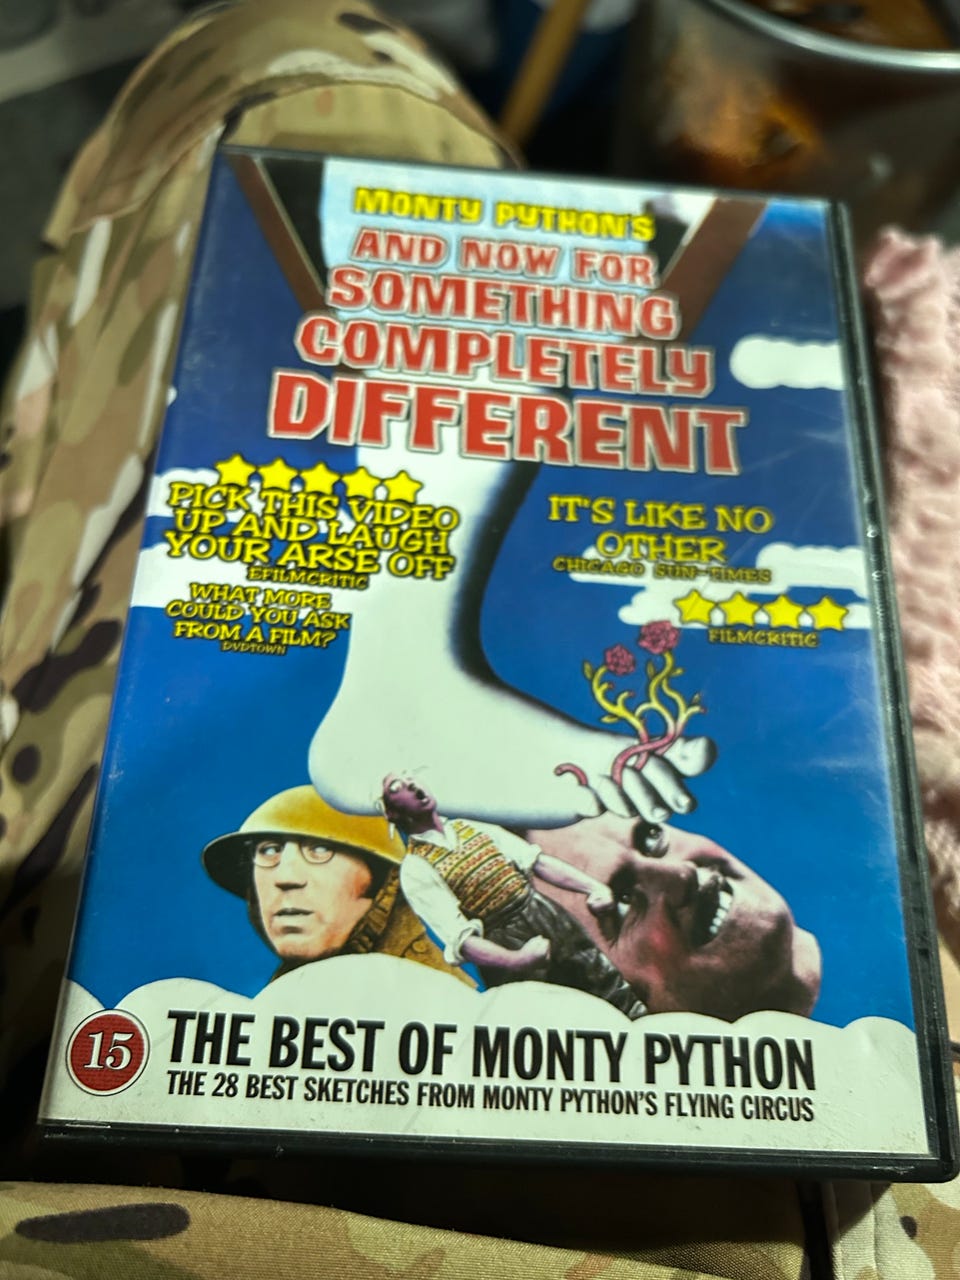 MONTY PYTHON'S
AND NOW FOR
SOMETHING
COMPLETELY
DIFFERENT
PICK THIS VIDEO
UP AND LAUGH
YOUR ARSE OFF
EFILMCRITIC
WHAT MORE
COULD YOU ASK
FROM A FILM?
DVDTOWN
IT'S LIKE NO
OTHER
CHICAGO SUN-TIMES
FILMCRITIC
15
THE BEST OF MONTY PYTHON
THE 28 BEST SKETCHES FROM MONTY PYTHON'S FLYING CIRCUS